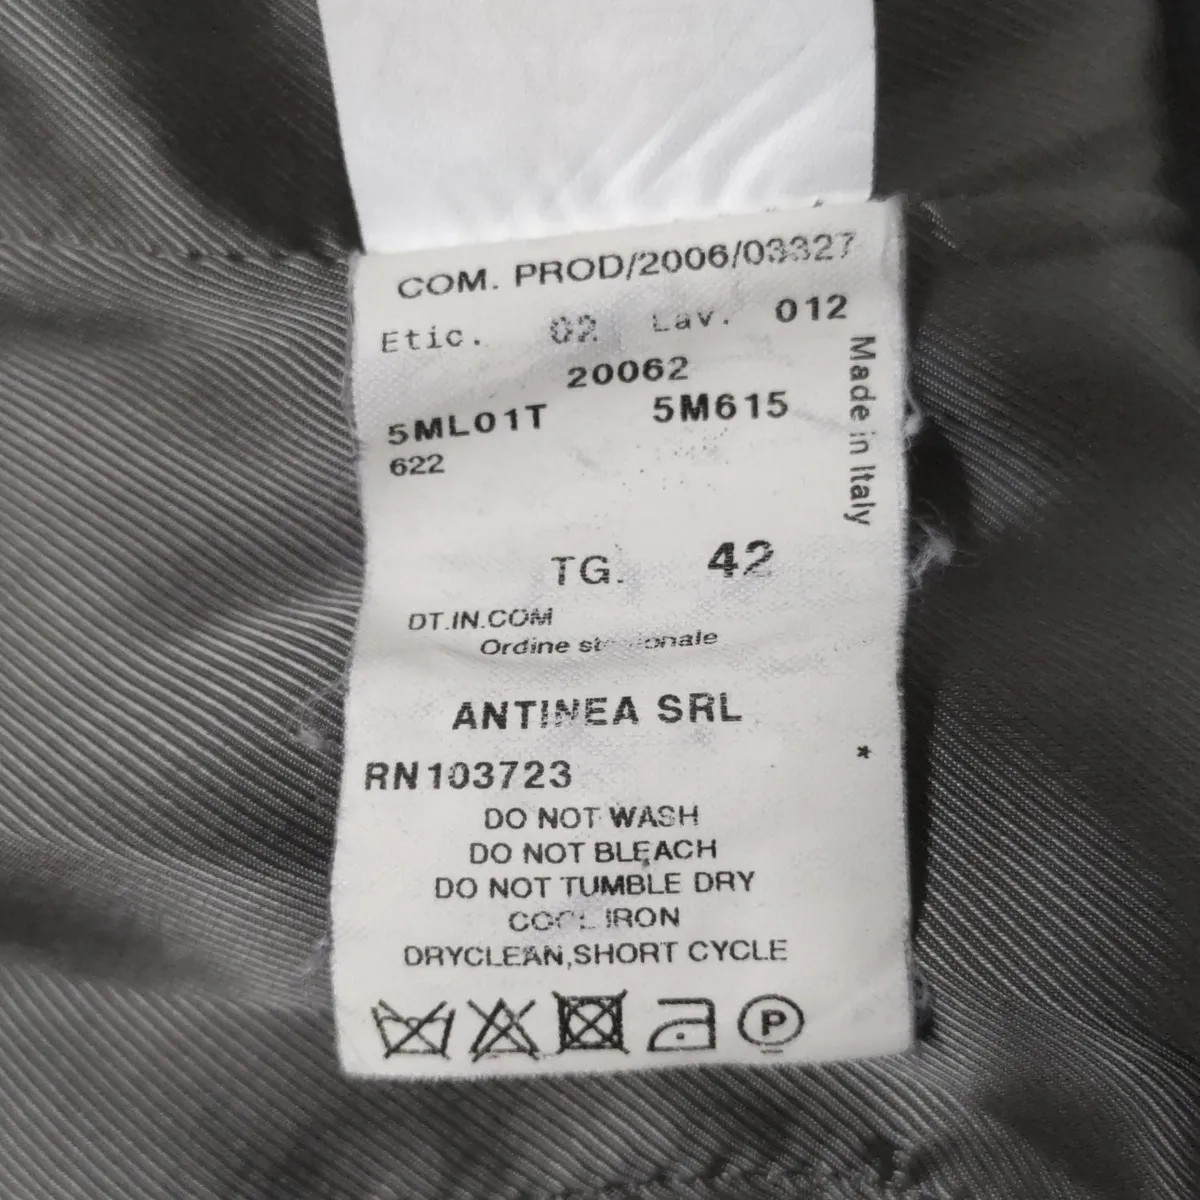 COM. PROD/2006/03327
Etic. 02 Lav. 012
20062
5ML01T 5M615
622
Made in Italy
TG. 42
DT.IN.COM
Ordine
ANTINEA SRL
*
RN103723
DO NOT WASH
DO NOT BLEACH
DO NOT TUMBLE DRY
COOL IRON
DRYCLEAN,SHORT CYCLE
P